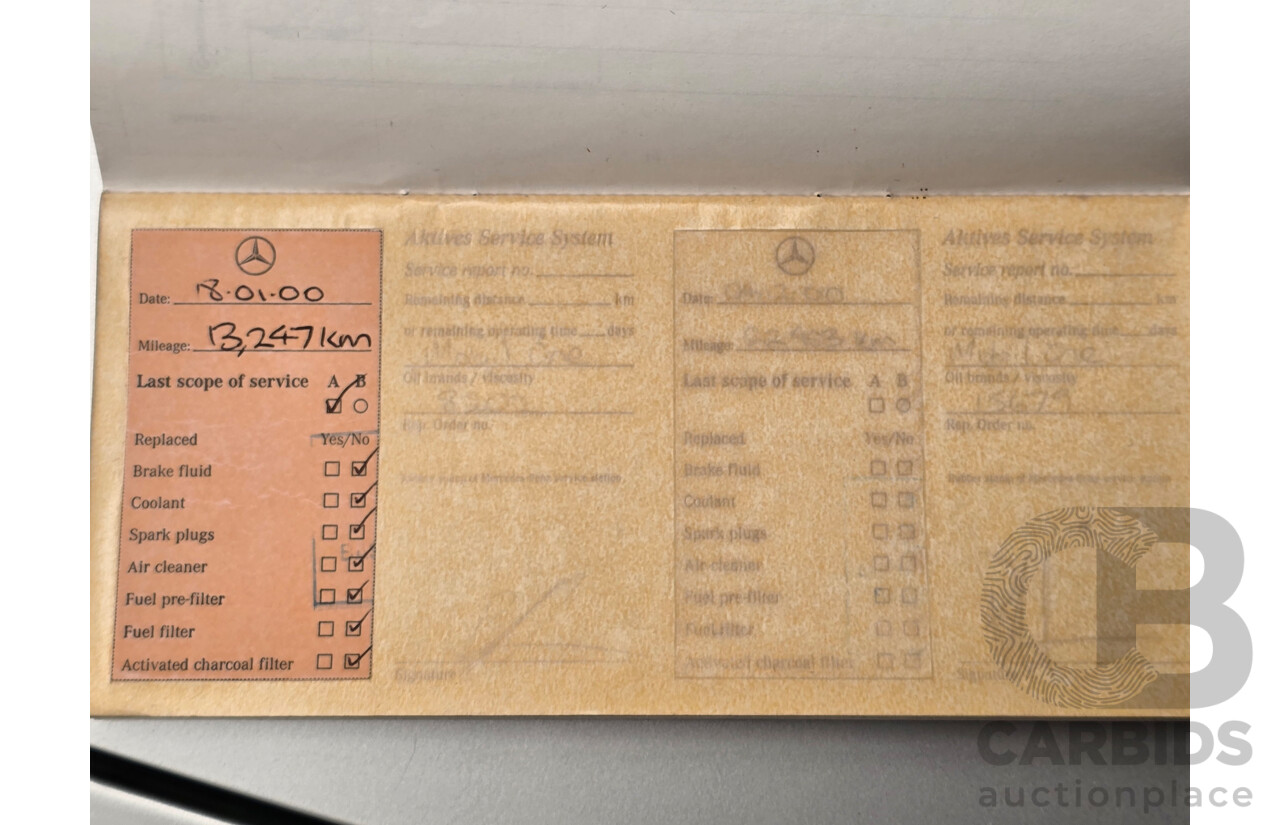 Date: 18-01-00
Mileage: 13,247 km
Last scope of service A B
Replaced Yes/No
Brake fluid
Coolant
Spark plugs
Air cleaner
Fuel pre-filter
Fuel filter
Activated charcoal filter
Aktives Service System
Service report no.
Remaining distance km
or remaining operating time days
Oil brands / viscosity
Rep. Order no.
Signature
Date:
Mileage: km
Last scope of service A B
Replaced Yes/No
Brake fluid
Coolant
Spark plugs
Air cleaner
Fuel pre-filter
Fuel filter
Activated charcoal filter
Aktives Service System
Service report no.
Remaining distance km
or remaining operating time days
Oil brands / viscosity
Rep. Order no.
Signature
CARBIDS
auctionplace